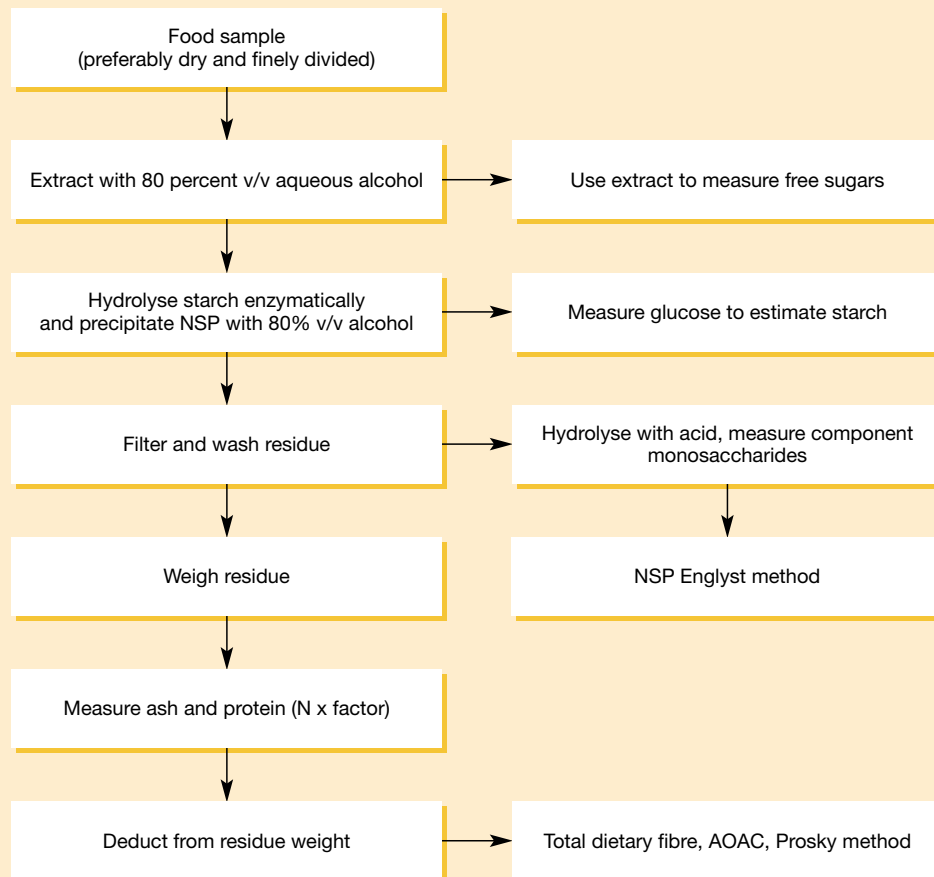 Food sample
(preferably dry and finely divided)
Extract with 80 percent v/v aqueous alcohol
Use extract to measure free sugars
Hydrolyse starch enzymatically
and precipitate NSP with 80% v/v alcohol
Measure glucose to estimate starch
Filter and wash residue
Hydrolyse with acid, measure component
monosaccharides
Weigh residue
NSP Englyst method
Measure ash and protein (N x factor)
Deduct from residue weight
Total dietary fibre, AOAC, Prosky method